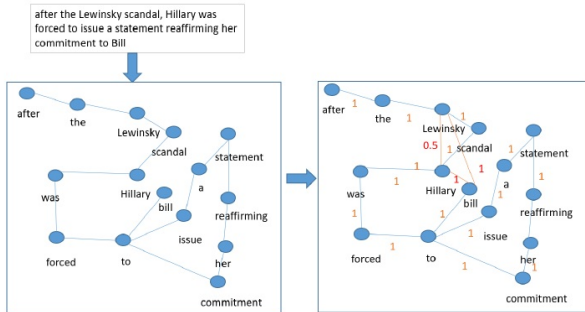 after the Lewinsky scandal, Hillary was
forced to issue a statement reaffirming her
commitment to Bill
after
the
Lewinsky
scandal
statement
a
was
Hillary
bill
reaffirming
issue
forced
to
her
commitment
after
1
the
1
Lewinsky
1
0.5
1
scandal
1
statement
1
1
1
a
was
1
Hillary
1
bill
1
1
reaffirming
1
1
issue
forced
1
to
1
her
1
1
commitment